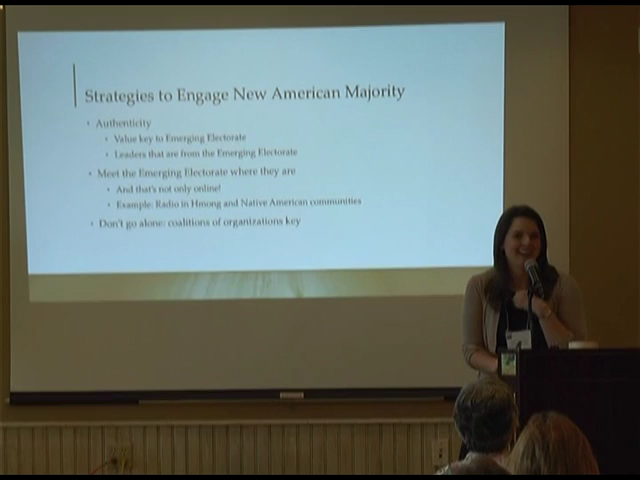 Strategies to Engage New American Majority
• Authenticity
• Value key to Emerging Electorate
• Leaders that are from the Emerging Electorate
• Meet the Emerging Electorate where they are
• And that's not only online!
• Example: Radio in Hmong and Native American communities
• Don't go alone: coalitions of organizations key